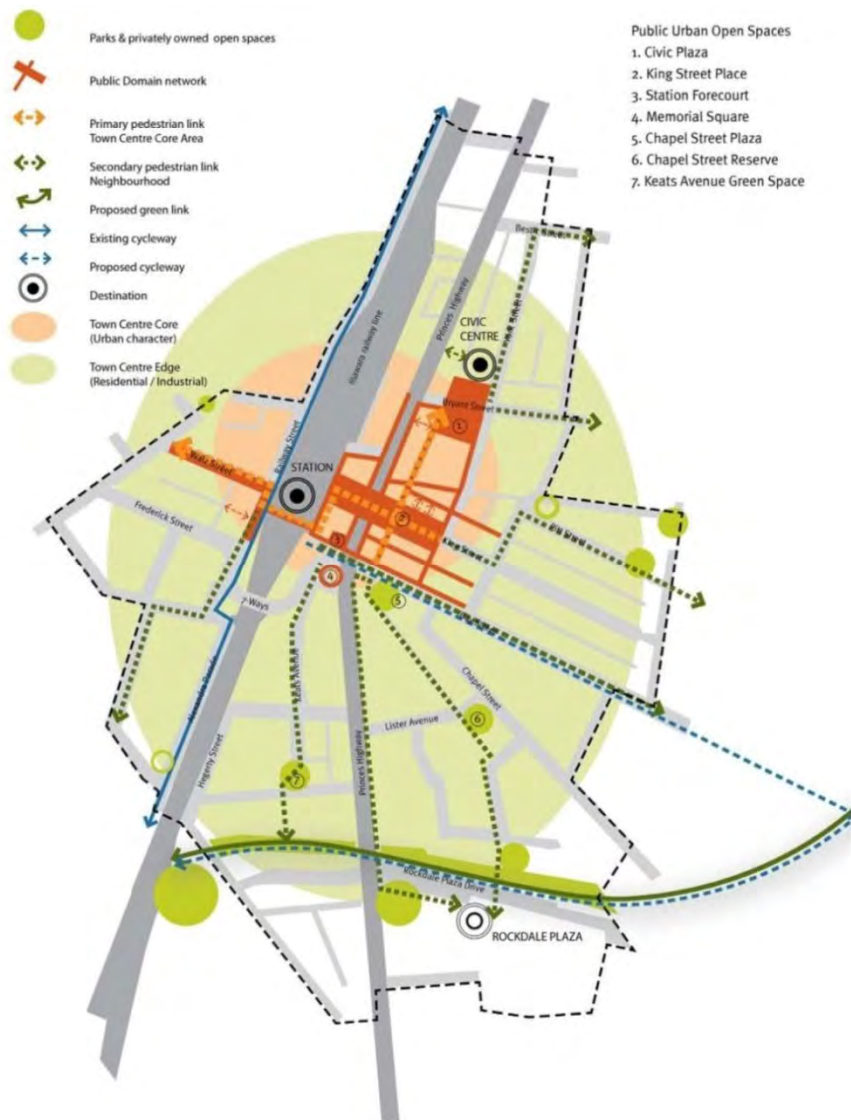 Parks & privately owned open spaces
Public Domain network
Primary pedestrian link
Town Centre Core Area
Secondary pedestrian link
Neighbourhood
Proposed green link
Existing cycleway
Proposed cycleway
Destination
Town Centre Core
(Urban character)
Town Centre Edge
(Residential / Industrial)
Public Urban Open Spaces
1. Civic Plaza
2. King Street Place
3. Station Forecourt
4. Memorial Square
5. Chapel Street Plaza
6. Chapel Street Reserve
7. Keats Avenue Green Space
Princes Highway
CIVIC
CENTRE
Bryant Street
1
Railway Street
STATION
Walz Street
Frederick Street
2
3
4
5
7-Ways
Keats Avenue
Chapel Street
6
Lister Avenue
Princes Highway
Hegerty Street
7
Rockdale Plaza Drive
ROCKDALE PLAZA